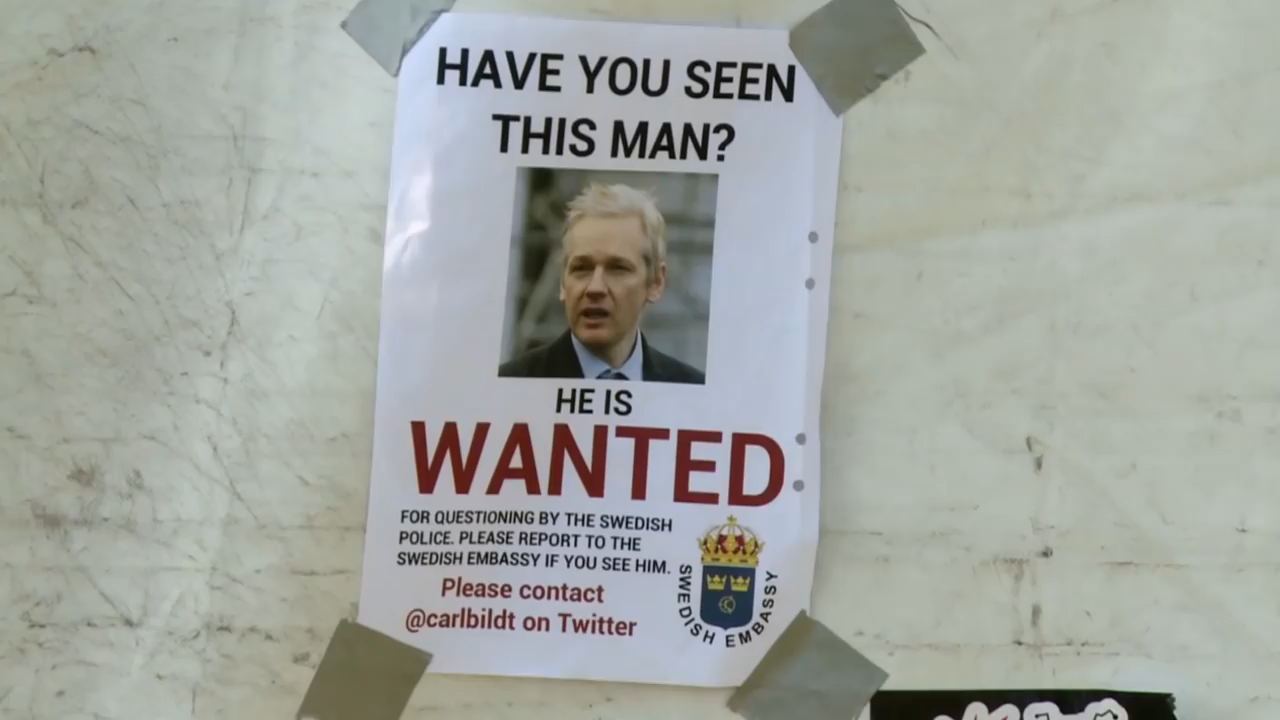 HAVE YOU SEEN
THIS MAN?
HE IS
WANTED
FOR QUESTIONING BY THE SWEDISH
POLICE. PLEASE REPORT TO THE
SWEDISH EMBASSY IF YOU SEE HIM.
Please contact
@carlbildt on Twitter
SWEDISH EMBASSY